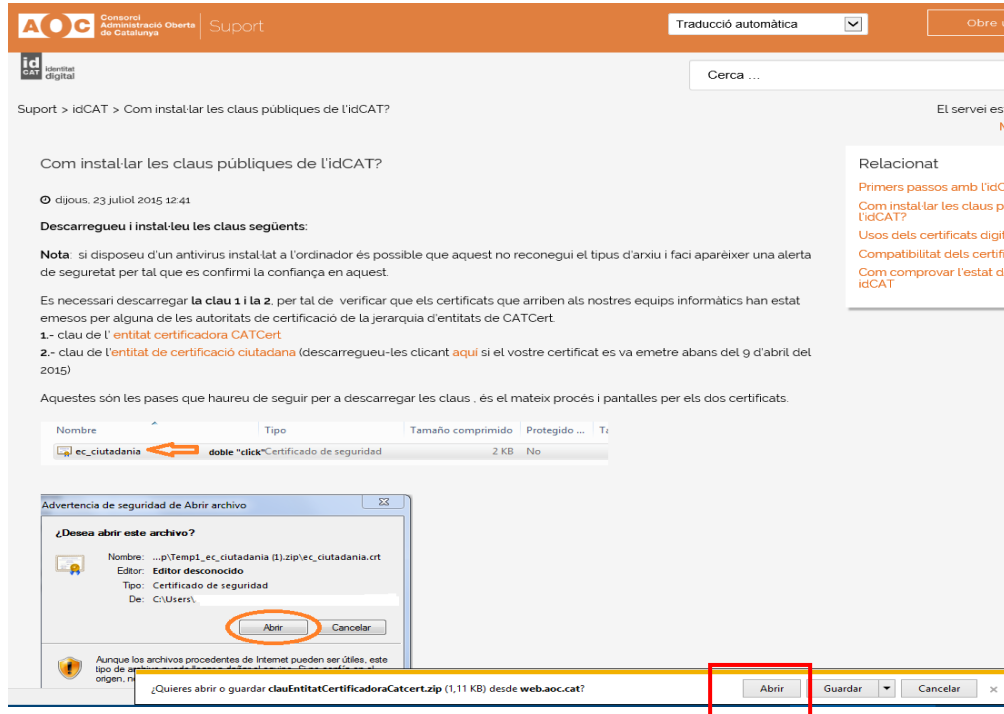 AOC Consorci Administració Oberta de Catalunya Suport
Traducció automàtica
Obre u
idCAT identitat digital
Cerca ...
Suport > idCAT > Com instal·lar les claus públiques de l'idCAT?
El servei es
Com instal·lar les claus públiques de l'idCAT?
dijous, 23 juliol 2015 12:41
Descarregueu i instal·leu les claus següents:
Nota: si disposeu d'un antivirus instal·lat a l'ordinador és possible que aquest no reconegui el tipus d'arxiu i faci aparèixer una alerta
de seguretat per tal que es confirmi la confiança en aquest.
Es necessari descarregar la clau 1 i la 2, per tal de verificar que els certificats que arriben als nostres equips informàtics han estat
emesos per alguna de les autoritats de certificació de la jerarquia d'entitats de CATCert.
1.- clau de l' entitat certificadora CATCert
2.- clau de l'entitat de certificació ciutadana (descarregueu-les clicant aquí si el vostre certificat es va emetre abans del 9 d'abril del
2015)
Aquestes són les pases que haureu de seguir per a descarregar les claus , és el mateix procés i pantalles per els dos certificats.
Relacionat
Primers passos amb l'idC
Com instal·lar les claus p
l'idCAT?
Usos dels certificats digit
Compatibilitat dels certifi
Com comprovar l'estat d
idCAT
Nombre Tipo Tamaño comprimido Protegido ... Ta
ec_ciutadania doble "click" Certificado de seguridad 2 KB No
Advertencia de seguridad de Abrir archivo
¿Desea abrir este archivo?
Nombre: ...p\Temp1_ec_ciutadania (1).zip\ec_ciutadania.crt
Editor: Editor desconocido
Tipo: Certificado de seguridad
De: C:\Users\
Abrir Cancelar
Aunque los archivos procedentes de Internet pueden ser útiles, este
tipo de
origen, n
¿Quieres abrir o guardar clauEntitatCertificadoraCatcert.zip (1,11 KB) desde web.aoc.cat?
Abrir Guardar Cancelar